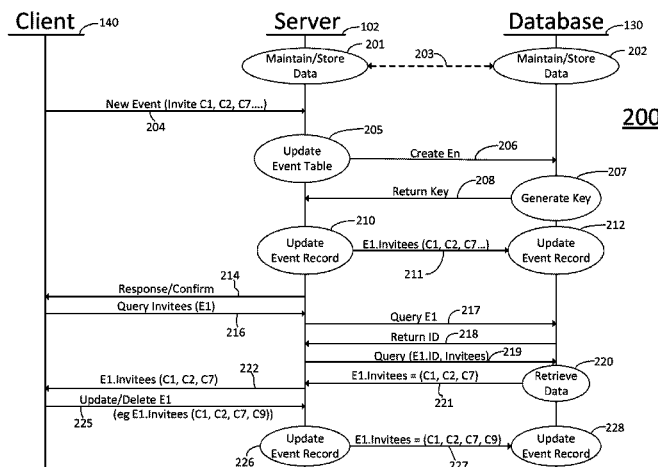 Client
Server
Database
140
102
130
201
Maintain/Store
Data
203
Maintain/Store
Data
202
New Event (Invite C1, C2, C7....)
204
200
205
Update
Event Table
Create En
206
207
Return Key
208
Generate Key
210
Update
Event Record
E1.Invitees (C1, C2, C7...)
211
212
Update
Event Record
Response/Confirm
214
Query Invitees (E1)
216
Query E1
217
Return ID
218
Query (E1.ID, Invitees)
219
220
E1.Invitees (C1, C2, C7)
222
E1.Invitees = (C1, C2, C7)
221
Retrieve
Data
Update/Delete E1
225
(eg E1.Invitees (C1, C2, C7, C9))
Update
Event Record
226
E1.Invitees = (C1, C2, C7, C9)
227
228
Update
Event Record